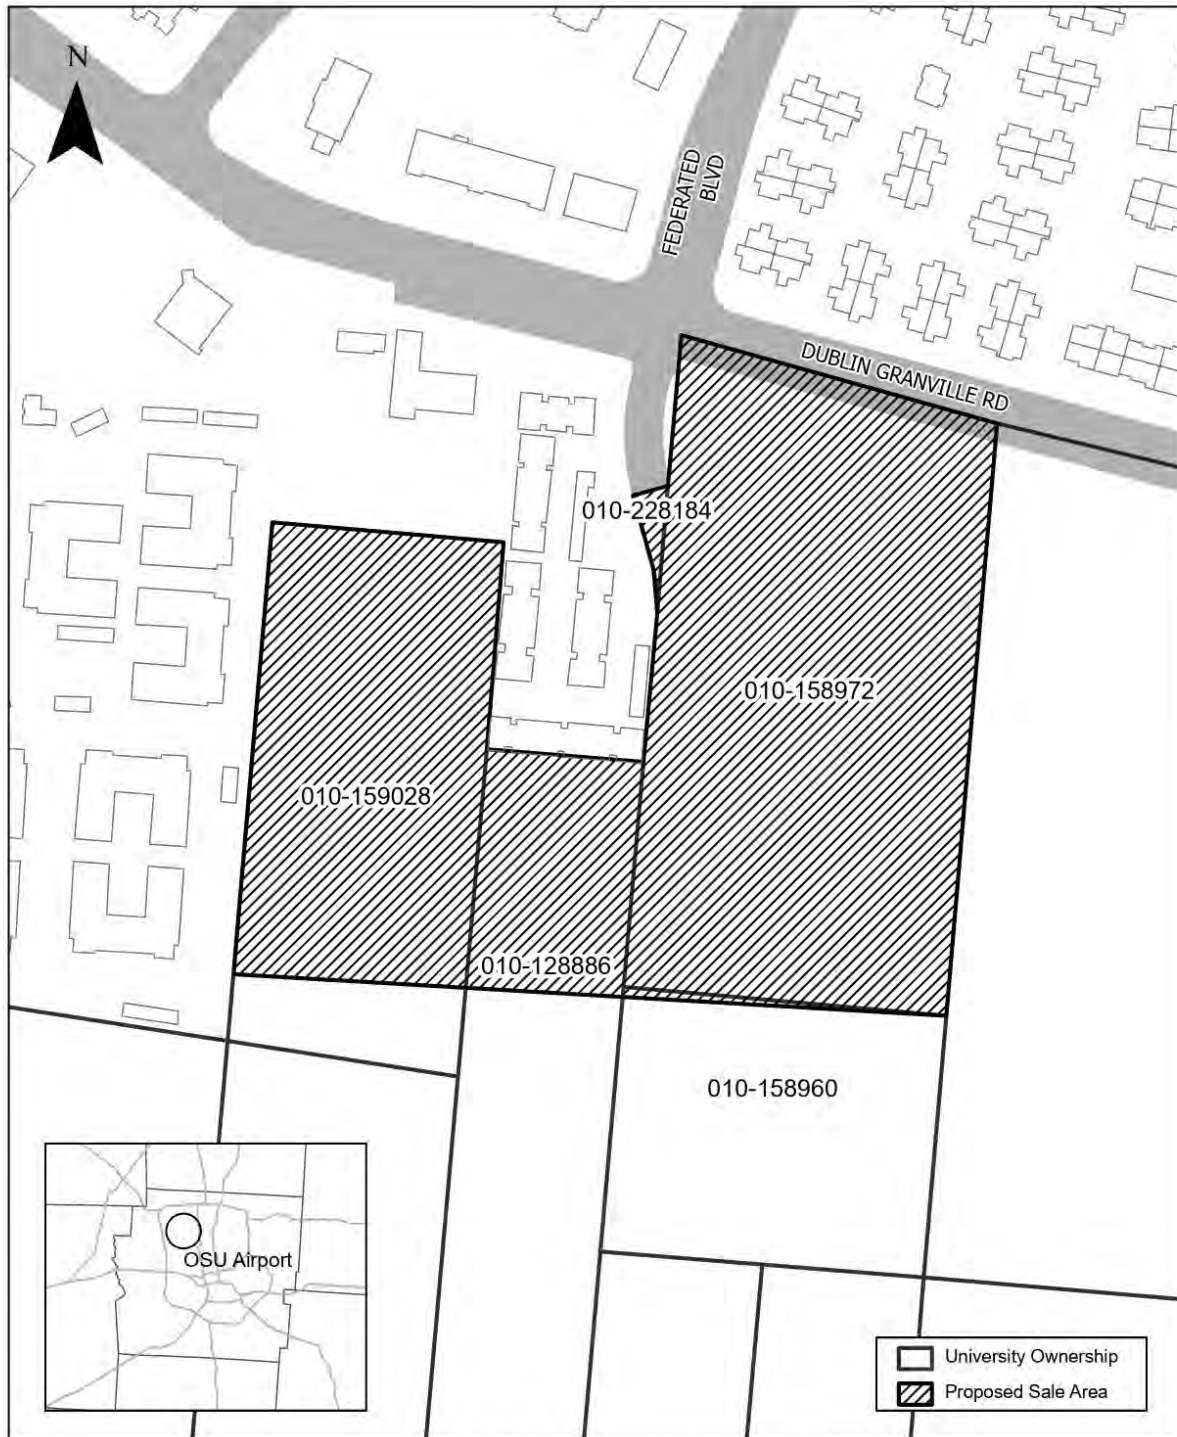 N
FEDERATED
BLVD
DUBLIN GRANVILLE RD
010-228184
010-158972
010-159028
010-128886
010-158960
OSU Airport
University Ownership
Proposed Sale Area